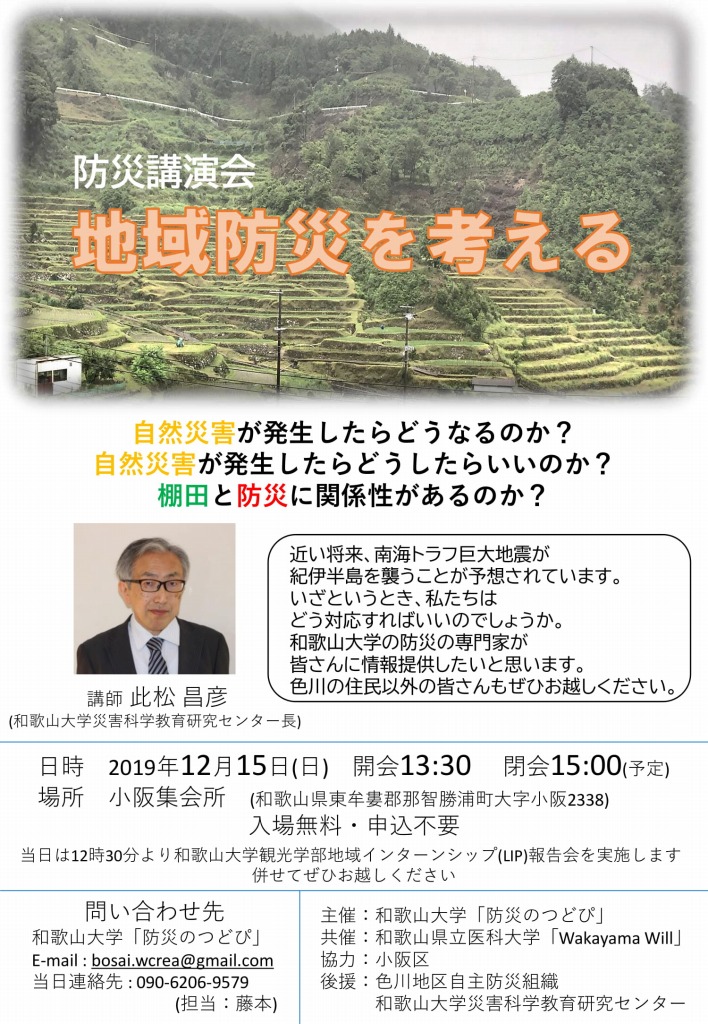 防災講演会
地域防災を考える
自然災害が発生したらどうなるのか？
自然災害が発生したらどうしたらいいのか？
棚田と防災に関係性があるのか？
近い将来、南海トラフ巨大地震が
紀伊半島を襲うことが予想されています。
いざというとき、私たちは
どう対応すればいいのでしょうか。
和歌山大学の防災の専門家が
皆さんに情報提供したいと思います。
色川の住民以外の皆さんもぜひお越しください。
講師 此松 昌彦
(和歌山大学災害科学教育研究センター長)
日時 2019年12月15日(日) 開会13:30 閉会15:00(予定)
場所 小阪集会所 (和歌山県東牟婁郡那智勝浦町大字小阪2338)
入場無料・申込不要
当日は12時30分より和歌山大学観光学部地域インターンシップ(LIP)報告会を実施します
併せてぜひお越しください
問い合わせ先
和歌山大学「防災のつどぴ」
E-mail : bosai.wcrea@gmail.com
当日連絡先 : 090-6206-9579
(担当：藤本)
主催：和歌山大学「防災のつどぴ」
共催：和歌山県立医科大学「Wakayama Will」
協力：小阪区
後援：色川地区自主防災組織
和歌山大学災害科学教育研究センター